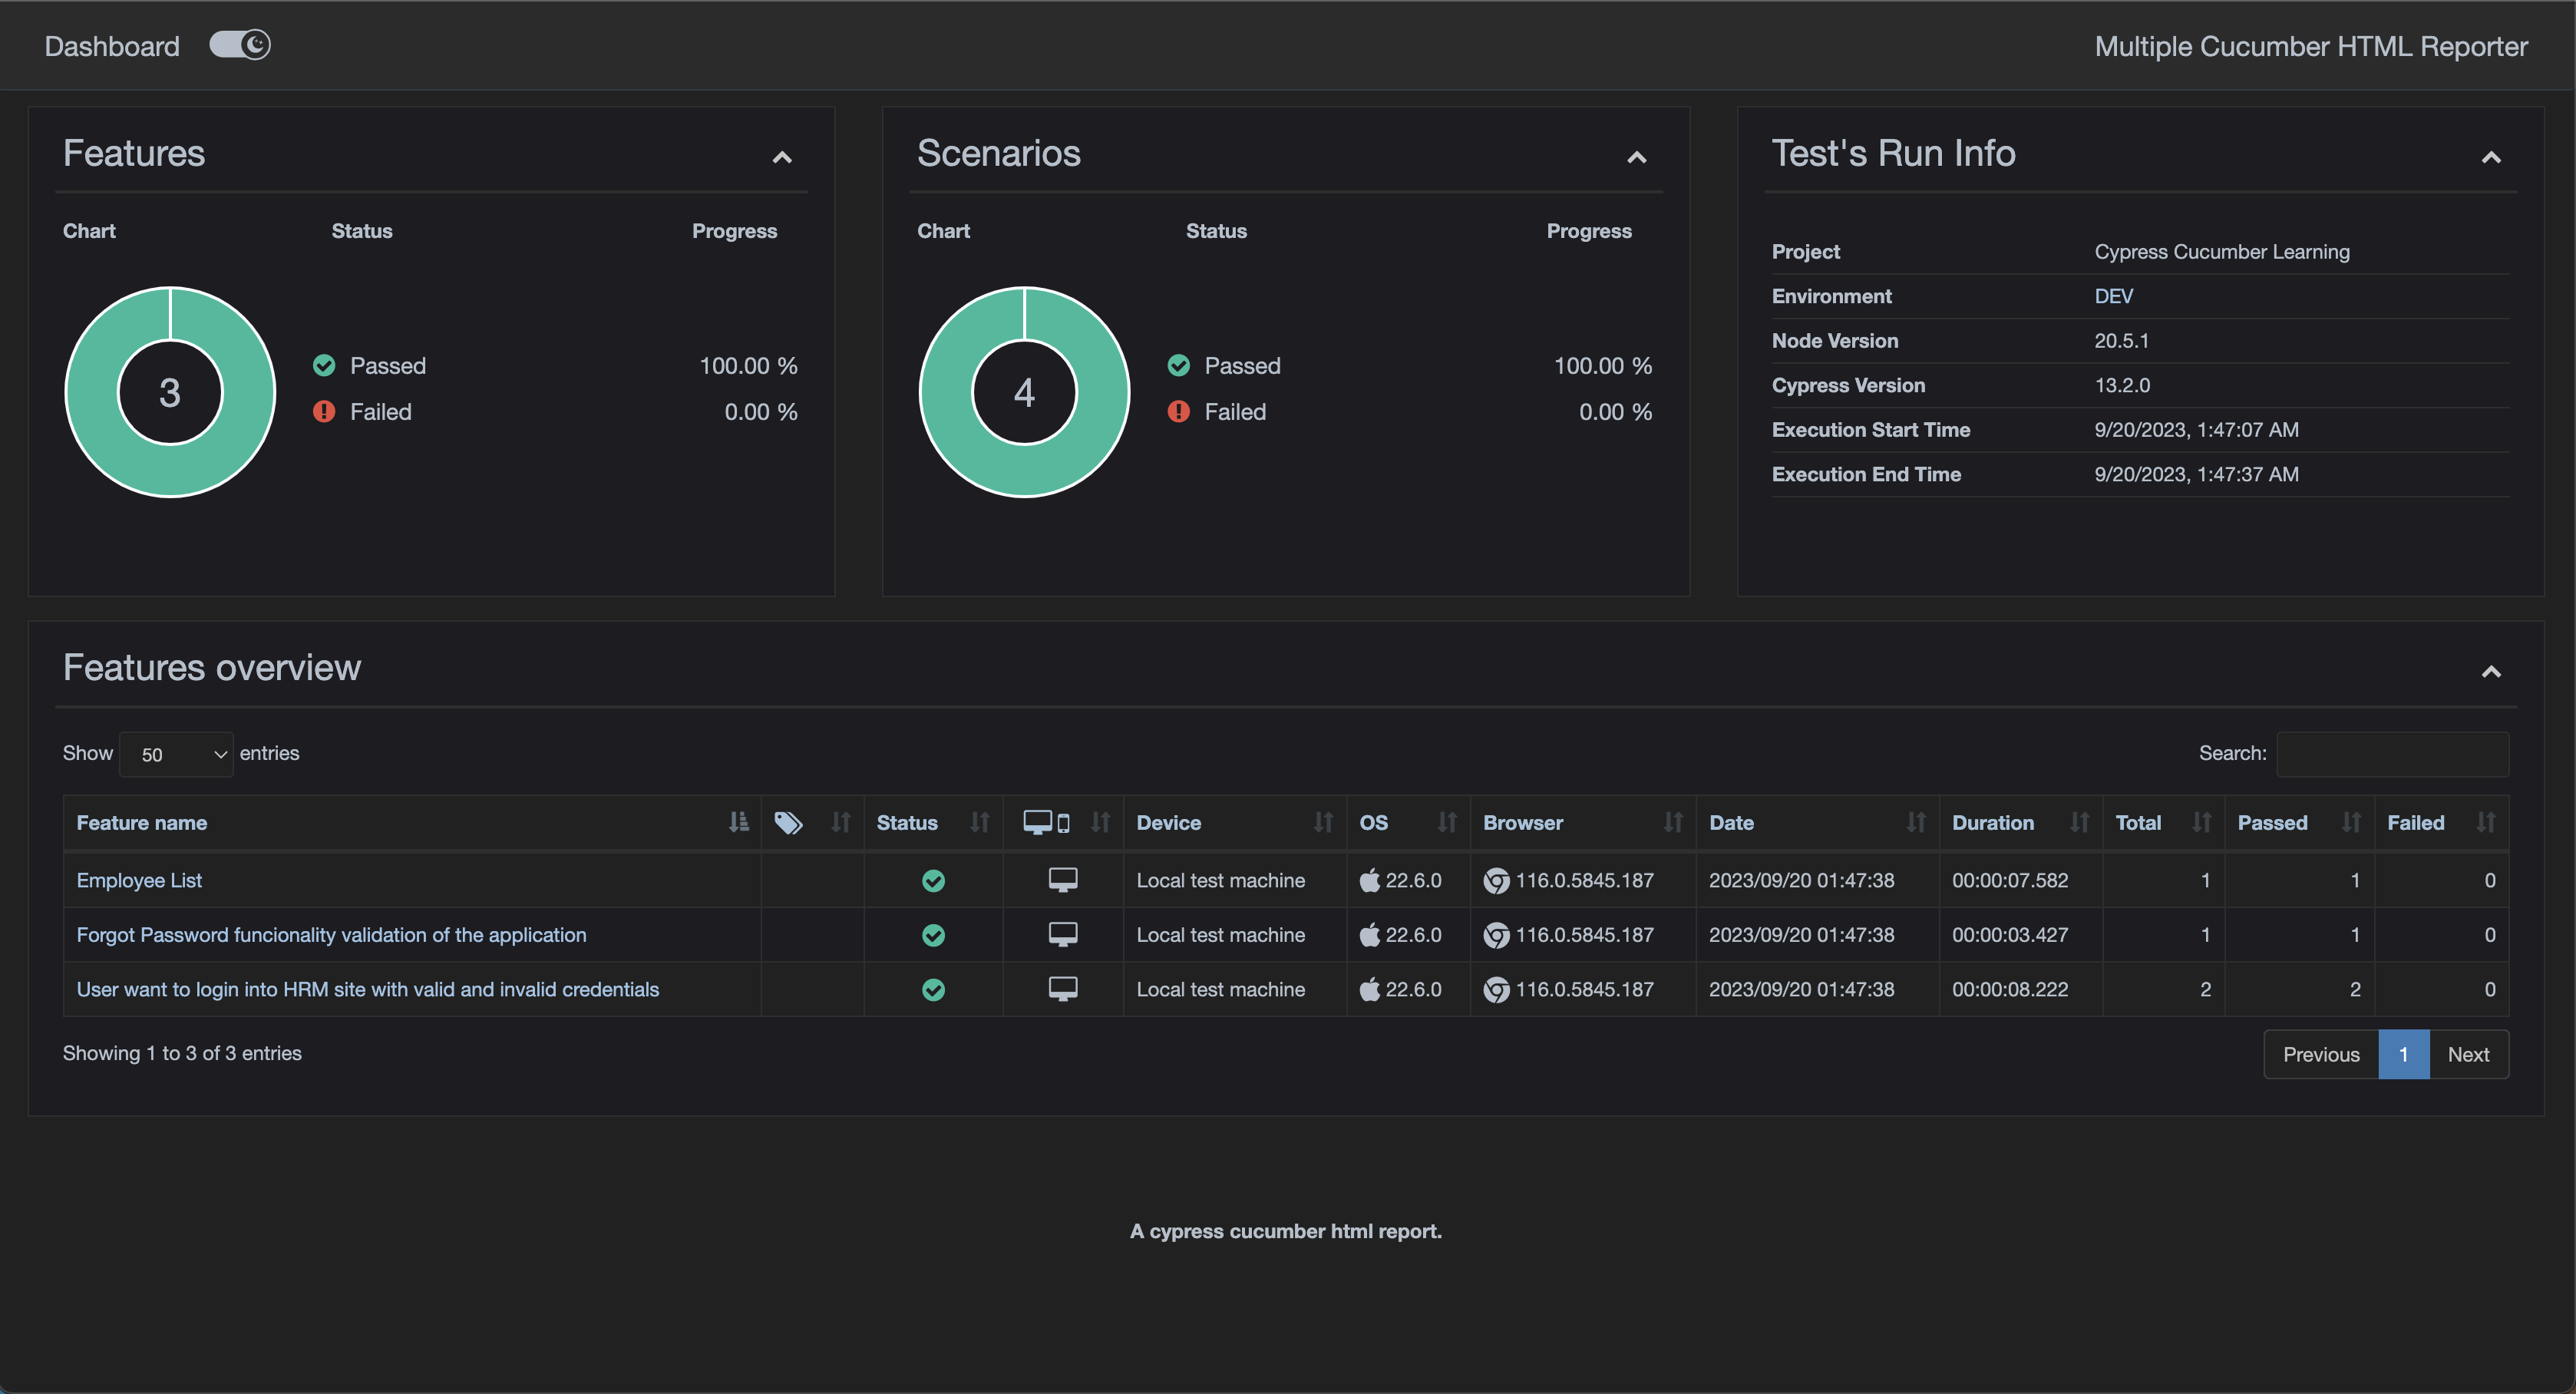 Dashboard
Multiple Cucumber HTML Reporter
Features
Chart Status Progress
3
Passed 100.00 %
Failed 0.00 %
Scenarios
Chart Status Progress
4
Passed 100.00 %
Failed 0.00 %
Test's Run Info
Project Cypress Cucumber Learning
Environment DEV
Node Version 20.5.1
Cypress Version 13.2.0
Execution Start Time 9/20/2023, 1:47:07 AM
Execution End Time 9/20/2023, 1:47:37 AM
Features overview
Show 50 entries
Search:
Feature name Status Device OS Browser Date Duration Total Passed Failed
Employee List Local test machine 22.6.0 116.0.5845.187 2023/09/20 01:47:38 00:00:07.582 1 1 0
Forgot Password funcionality validation of the application Local test machine 22.6.0 116.0.5845.187 2023/09/20 01:47:38 00:00:03.427 1 1 0
User want to login into HRM site with valid and invalid credentials Local test machine 22.6.0 116.0.5845.187 2023/09/20 01:47:38 00:00:08.222 2 2 0
Showing 1 to 3 of 3 entries
Previous 1 Next
A cypress cucumber html report.